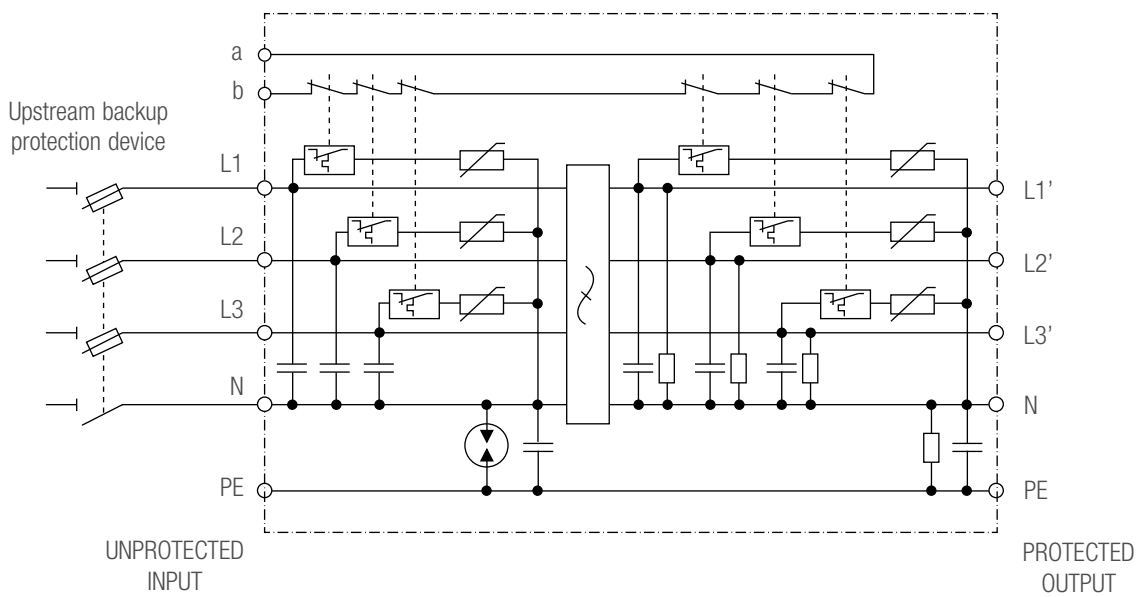 a
b
Upstream backup
protection device
L1
L1’
L2
L2’
L3
L3’
N
N
PE
PE
UNPROTECTED
INPUT
PROTECTED
OUTPUT